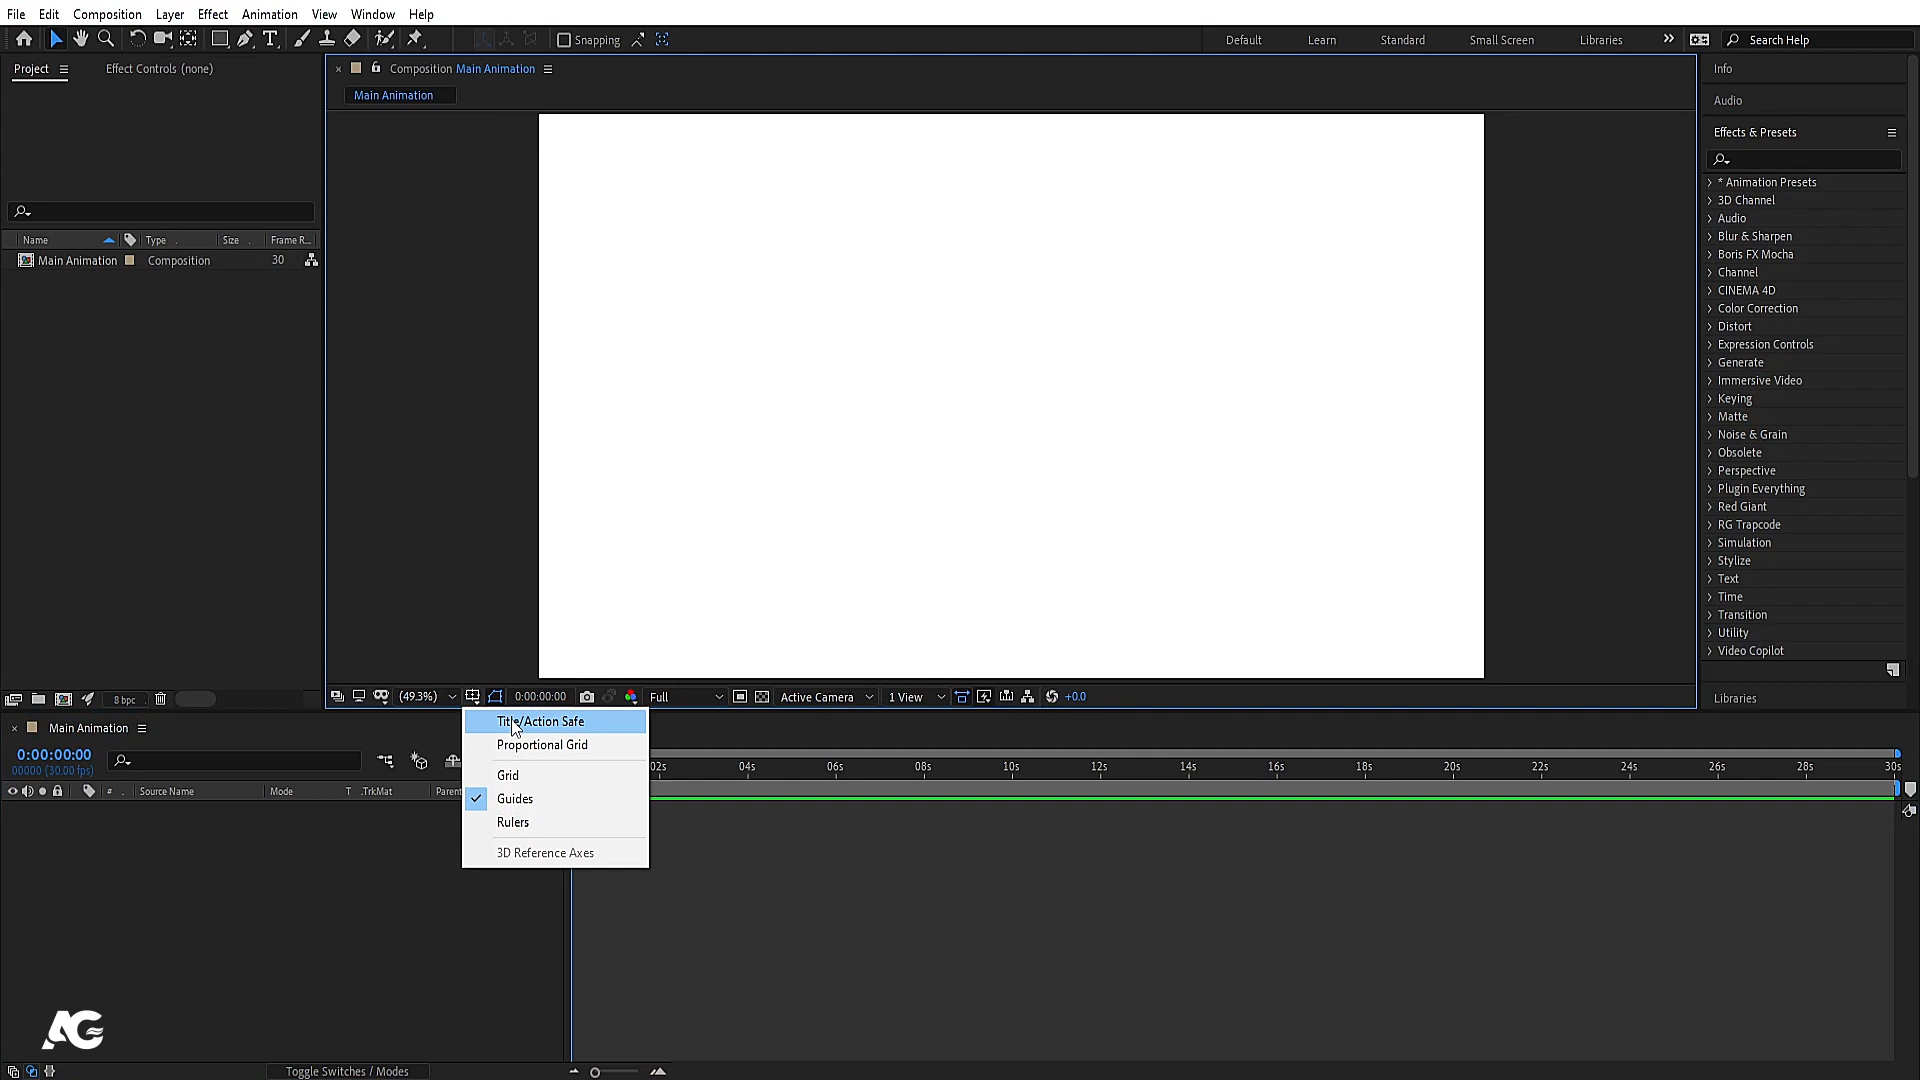 File Edit Composition Layer Effect Animation View Window Help
Snapping Default Learn Standard Small Screen Libraries Search Help
Project Effect Controls (none)
Composition Main Animation
Main Animation
Name Type Size Frame R...
Main Animation Composition 30
8 bpc
(49.3%) 0:00:00:00 Full Active Camera 1 View +0.0
Title/Action Safe
Proportional Grid
Grid
Guides
Rulers
3D Reference Axes
Info
Audio
Effects & Presets
* Animation Presets
3D Channel
Audio
Blur & Sharpen
Boris FX Mocha
Channel
CINEMA 4D
Color Correction
Distort
Expression Controls
Generate
Immersive Video
Keying
Matte
Noise & Grain
Obsolete
Perspective
Plugin Everything
Red Giant
RG Trapcode
Simulation
Stylize
Text
Time
Transition
Utility
Video Copilot
Libraries
Main Animation
0:00:00:00
00000 (30.00 fps)
# Source Name Mode T .TrkMat Parent
02s 04s 06s 08s 10s 12s 14s 16s 18s 20s 22s 24s 26s 28s 30s
AG
Toggle Switches / Modes